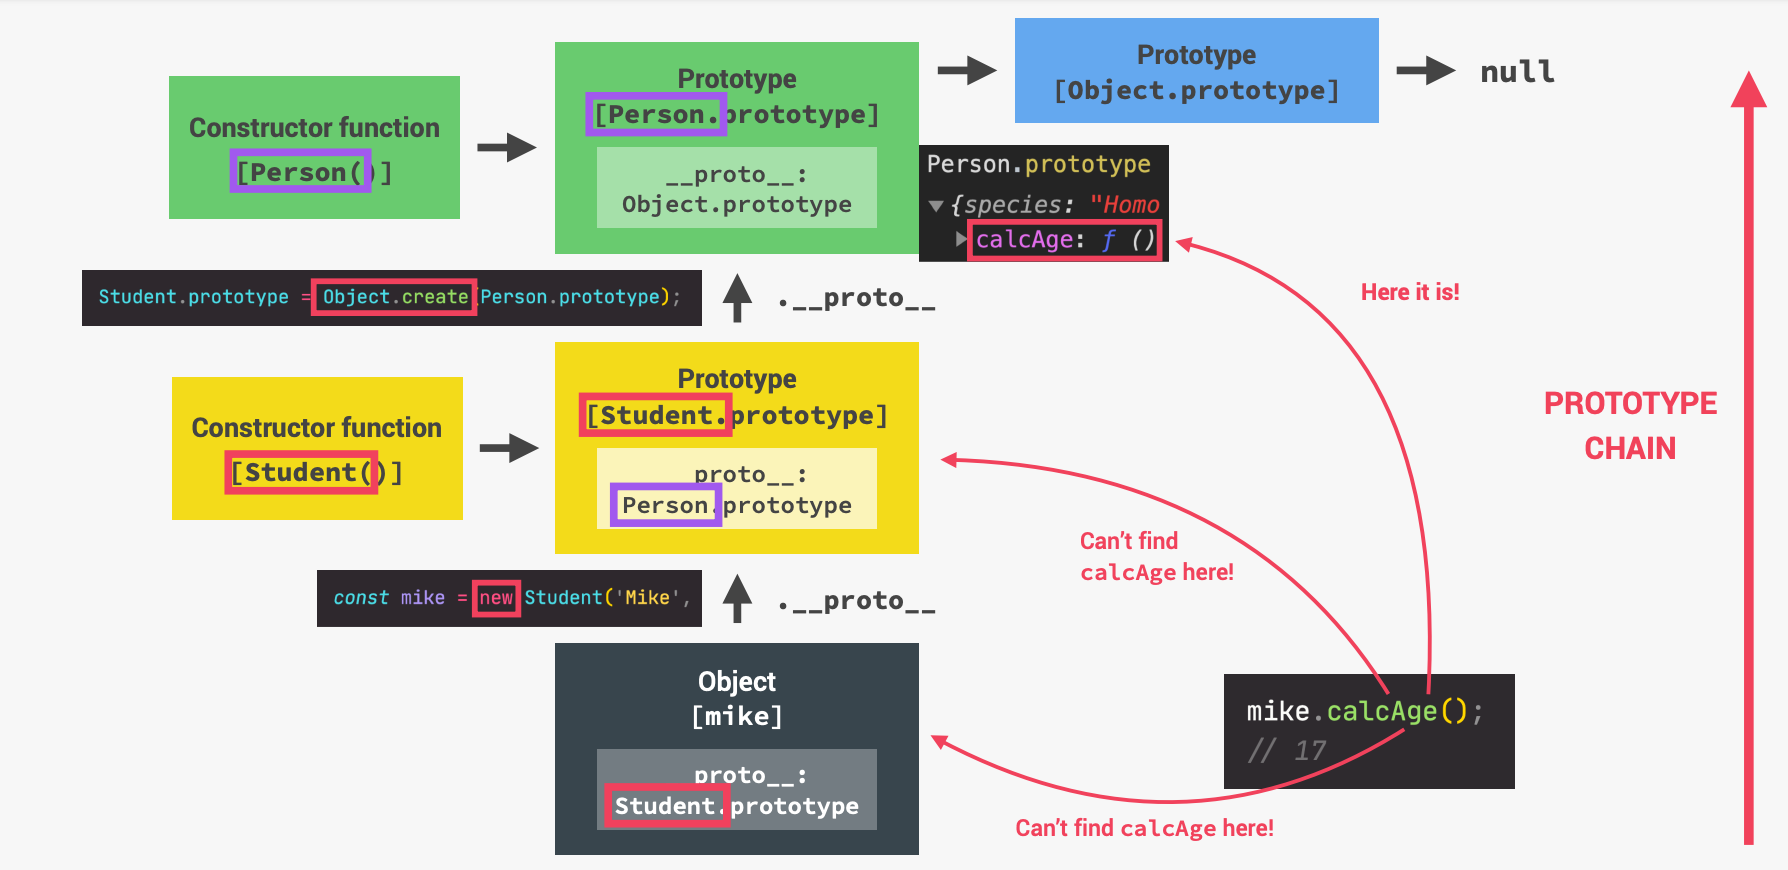 Prototype
[Object.prototype]
null
Prototype
[Person.prototype]
__proto__:
Object.prototype
Constructor function
[Person()]
Person.prototype
{species: "Homo
calcAge: ƒ ()
Here it is!
Student.prototype = Object.create(Person.prototype);
.__proto__
PROTOTYPE
CHAIN
Prototype
[Student.prototype]
proto__:
Person.prototype
Constructor function
[Student()]
Can't find
calcAge here!
const mike = new Student('Mike',
.__proto__
Object
[mike]
proto__:
Student.prototype
mike.calcAge();
// 17
Can't find calcAge here!